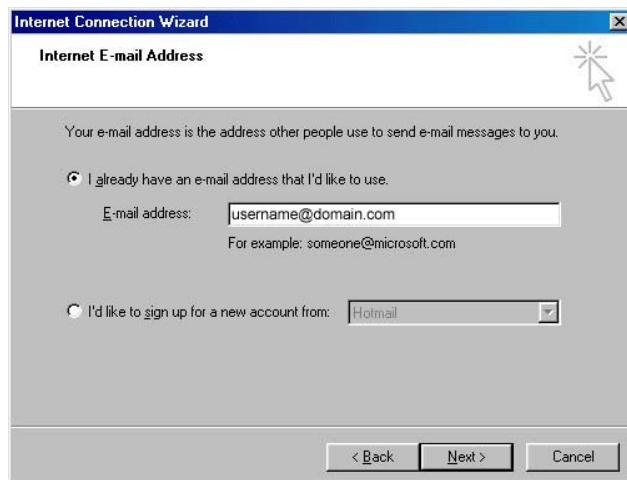 Internet Connection Wizard
Internet E-mail Address
Your e-mail address is the address other people use to send e-mail messages to you.
I already have an e-mail address that I'd like to use.
E-mail address: username@domain.com
For example: someone@microsoft.com
I'd like to sign up for a new account from: Hotmail
< Back Next > Cancel